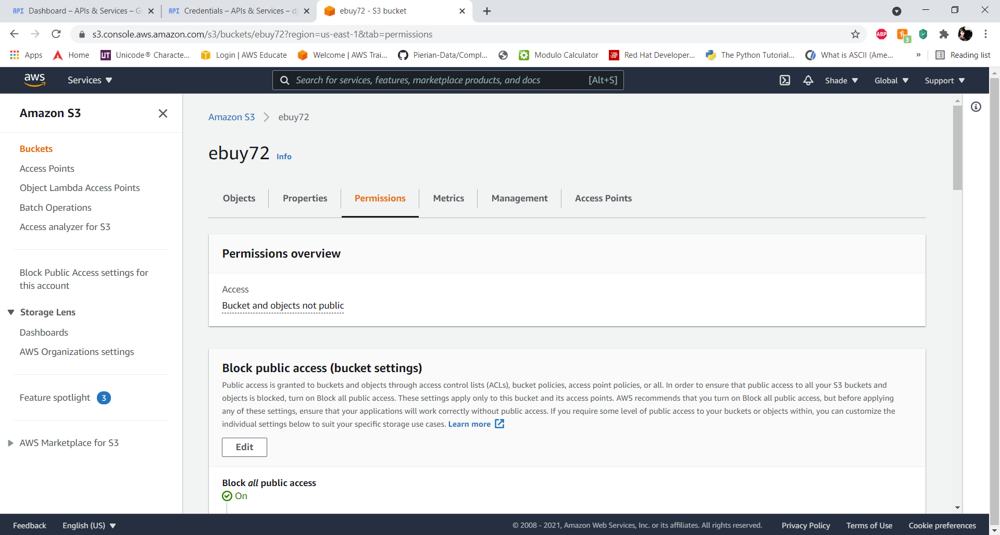 API Dashboard – APIs & Services – G
API Credentials – APIs & Services – dj
ebuy72 - S3 bucket
s3.console.aws.amazon.com/s3/buckets/ebuy72?region=us-east-1&tab=permissions
ABP
3
Apps
Home
UT Unicode® Characte...
Login | AWS Educate
Welcome | AWS Trai...
Pierian-Data/Compl...
Modulo Calculator
Red Hat Developer...
The Python Tutorial...
What is ASCII (Ame...
»
Reading list
aws
Services
Search for services, features, marketplace products, and docs [Alt+S]
Shade
Global
Support
Amazon S3
Buckets
Access Points
Object Lambda Access Points
Batch Operations
Access analyzer for S3
Block Public Access settings for
this account
Storage Lens
Dashboards
AWS Organizations settings
Feature spotlight 3
AWS Marketplace for S3
Amazon S3 > ebuy72
ebuy72 Info
Objects
Properties
Permissions
Metrics
Management
Access Points
Permissions overview
Access
Bucket and objects not public
Block public access (bucket settings)
Public access is granted to buckets and objects through access control lists (ACLs), bucket policies, access point policies, or all. In order to ensure that public access to all your S3 buckets and
objects is blocked, turn on Block all public access. These settings apply only to this bucket and its access points. AWS recommends that you turn on Block all public access, but before applying
any of these settings, ensure that your applications will work correctly without public access. If you require some level of public access to your buckets or objects within, you can customize the
individual settings below to suit your specific storage use cases. Learn more
Edit
Block all public access
On
Feedback
English (US)
© 2008 - 2021, Amazon Web Services, Inc. or its affiliates. All rights reserved.
Privacy Policy
Terms of Use
Cookie preferences